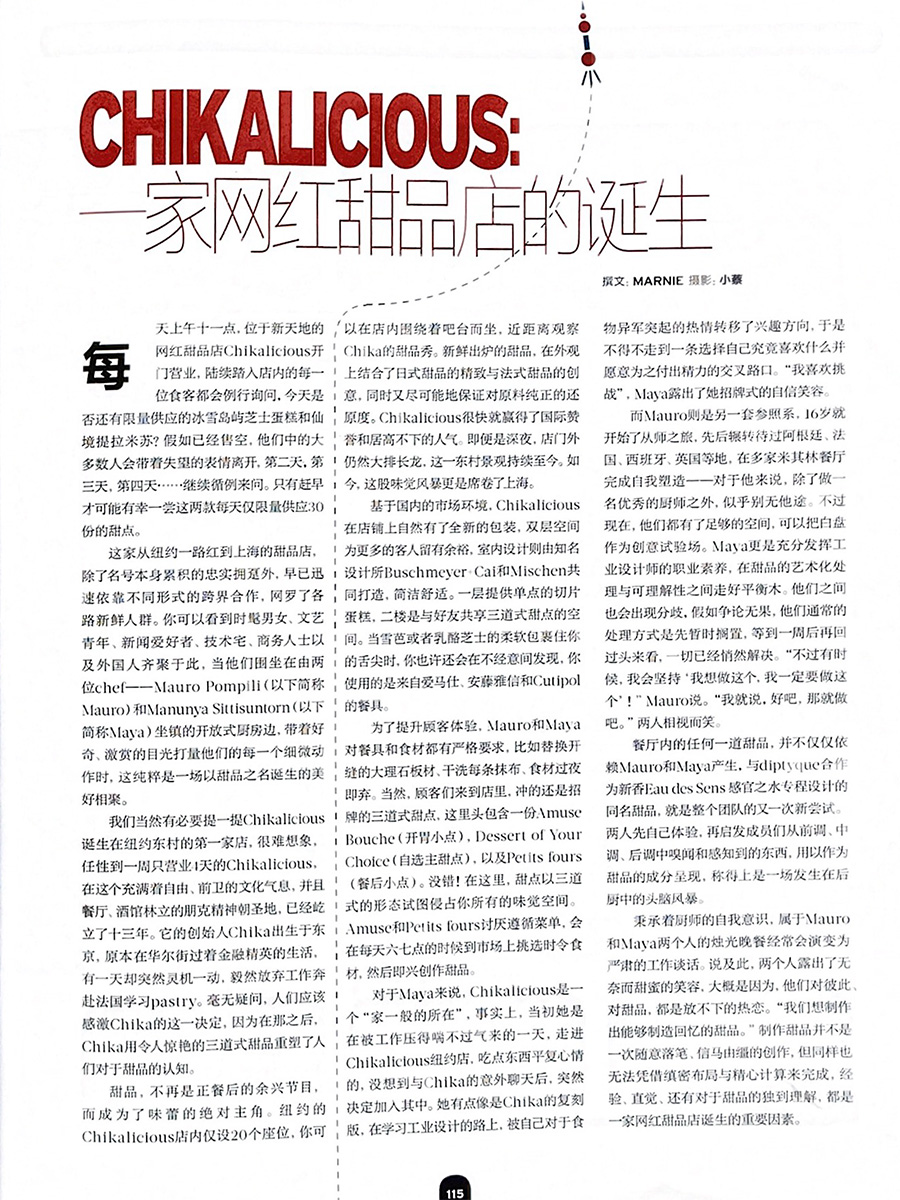 CHIKALICIOUS:
一家网红甜品店的诞生
撰文：MARNIE 摄影：小蔡
每
天上午十一点，位于新天地的
网红甜品店Chikalicious开
门营业，陆续踏入店内的每一
位食客都会例行询问，今天是
否还有限量供应的冰雪岛屿芝士蛋糕和仙
境提拉米苏？假如已经售空，他们中的大
多数人会带着失望的表情离开，第二天，第
三天，第四天……继续循例来问。只有赶早
才可能有幸一尝这两款每天仅限量供应30
份的甜点。
这家从纽约一路红到上海的甜品店，
除了名号本身累积的忠实拥趸外，早已迅
速依靠不同形式的跨界合作，网罗了各
路新鲜人群。你可以看到时髦男女、文艺
青年、新闻爱好者、技术宅、商务人士以
及外国人齐聚于此，当他们围坐在由两
位chef——Mauro Pompili（以下简称
Mauro）和Manunya Sittisuntorn（以下
简称Maya）坐镇的开放式厨房边，带着好
奇、激赏的目光打量他们的每一个细微动
作时，这纯粹是一场以甜品之名诞生的美
好相聚。
我们当然有必要提一提Chikalicious
诞生在纽约东村的第一家店，很难想象，
任性到一周只营业4天的Chikalicious，
在这个充满着自由、前卫的文化气息，并且
餐厅、酒馆林立的朋克精神朝圣地，已经屹
立了十三年。它的创始人Chika出生于东
京，原本在华尔街过着金融精英的生活，
有一天却突然灵机一动，毅然放弃工作奔
赴法国学习pastry。毫无疑问，人们应该
感激Chika的这一决定，因为在那之后，
Chika用令人惊艳的三道式甜品重塑了人
们对于甜品的认知。
甜品，不再是正餐后的余兴节目，
而成为了味蕾的绝对主角。纽约的
Chikalicious店内仅设20个座位，你可
以在店内围绕着吧台而坐，近距离观察
Chika的甜品秀。新鲜出炉的甜品，在外观
上结合了日式甜品的精致与法式甜品的创
意，同时又尽可能地保证对原料纯正的还
原度。Chikalicious很快就赢得了国际赞
誉和居高不下的人气。即便是深夜，店门外
仍然大排长龙，这一东村景观持续至今。如
今，这股味觉风暴更是席卷了上海。
基于国内的市场环境，Chikalicious
在店铺上自然有了全新的包装，双层空间
为更多的客人留有余裕，室内设计则由知名
设计所Buschmeyer+Cai和Mischen共
同打造，简洁舒适。一层提供单点的切片
蛋糕，二楼是与好友共享三道式甜点的空
间。当雪芭或者乳酪芝士的柔软包裹住你
的舌尖时，你也许还会在不经意间发现，你
使用的是来自爱马仕、安藤雅信和Cutipol
的餐具。
为了提升顾客体验，Mauro和Maya
对餐具和食材都有严格要求，比如替换开
缝的大理石板材、干洗每条抹布、食材过夜
即弃。当然，顾客们来到店里，冲的还是招
牌的三道式甜点，这里头包含一份Amuse
Bouche（开胃小点），Dessert of Your
Choice（自选主甜点），以及Petits fours
（餐后小点）。没错！在这里，甜点以三道
式的形态试图侵占你所有的味觉空间。
Amuse和Petits fours讨厌遵循菜单，会
在每天六七点的时候到市场上挑选时令食
材，然后即兴创作甜品。
对于Maya来说，Chikalicious是一
个“家一般的所在”，事实上，当初她是
在被工作压得喘不过气来的一天，走进
Chikalicious纽约店，吃点东西平复心情
的，没想到与Chika的意外聊天后，突然
决定加入其中。她有点像是Chika的复刻
版，在学习工业设计的路上，被自己对于食
物异军突起的热情转移了兴趣方向，于是
不得不走到一条选择自己究竟喜欢什么并
愿意为之付出精力的交叉路口。“我喜欢挑
战”，Maya露出了她招牌式的自信笑容。
而Mauro则是另一套参照系，16岁就
开始了从师之旅，先后辗转待过阿根廷、法
国、西班牙、英国等地，在多家米其林餐厅
完成自我塑造——对于他来说，除了做一
名优秀的厨师之外，似乎别无他途。不过
现在，他们都有了足够的空间，可以把白盘
作为创意试验场。Maya更是充分发挥工
业设计师的职业素养，在甜品的艺术化处
理与可理解性之间走好平衡木。他们之间
也会出现分歧，假如争论无果，他们通常的
处理方式是先暂时搁置，等到一周后再回
过头来看，一切已经悄然解决。“不过有时
候，我会坚持‘我想做这个，我一定要做这
个’！”Mauro说。“我就说，好吧，那就做
吧。”两人相视而笑。
餐厅内的任何一道甜品，并不仅仅依
赖Mauro和Maya产生，与diptyque合作
为新香Eau des Sens 感官之水专程设计的
同名甜品，就是整个团队的又一次新尝试。
两人先自己体验，再启发成员们从前调、中
调、后调中嗅闻和感知到的东西，用以作为
甜品的成分呈现，称得上是一场发生在后
厨中的头脑风暴。
秉承着厨师的自我意识，属于Mauro
和Maya两个人的烛光晚餐经常会演变为
严肃的工作谈话。说及此，两个人露出了无
奈而甜蜜的笑容，大概是因为，他们对彼此、
对甜品，都是放不下的热恋。“我们想制作
出能够制造回忆的甜品。”制作甜品并不是
一次随意落笔、信马由缰的创作，但同样也
无法凭借缜密布局与精心计算来完成，经
验、直觉、还有对于甜品的独到理解，都是
一家网红甜品店诞生的重要因素。
115